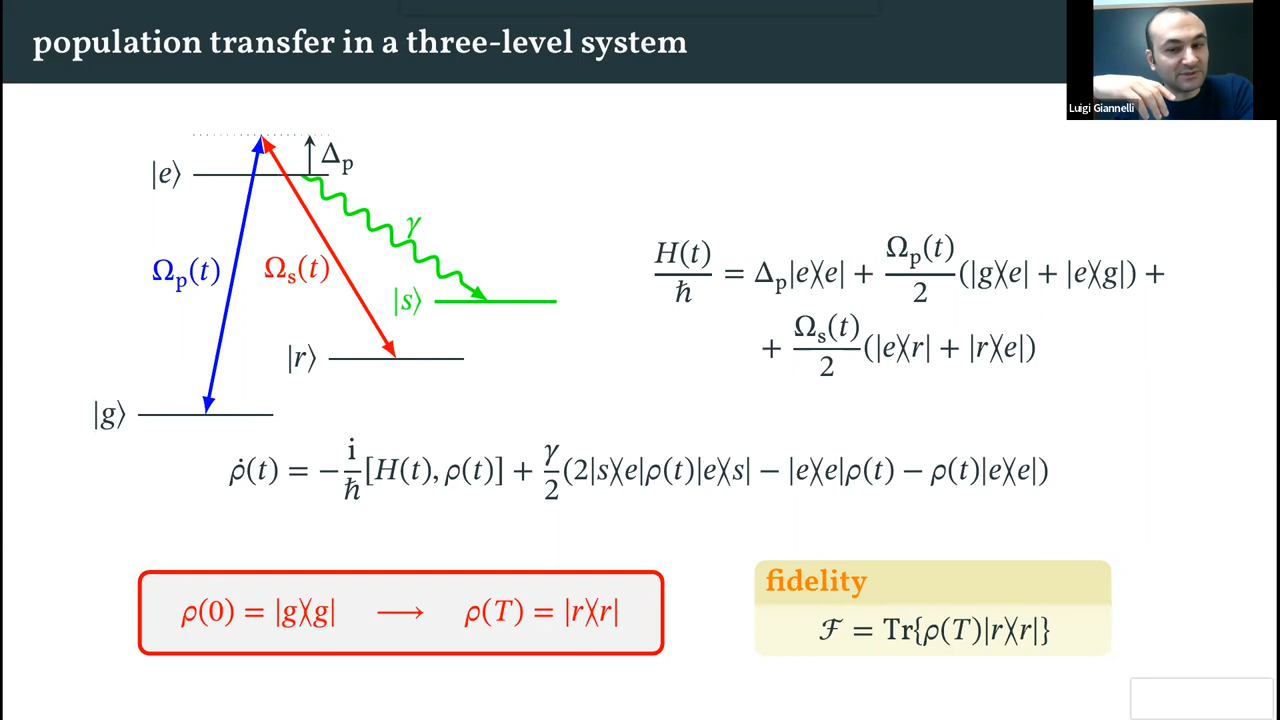 population transfer in a three-level system
Luigi Giannelli
|e⟩
Δp
γ
Ωp(t)
Ωs(t)
|s⟩
|r⟩
|g⟩
H(t)/ħ = Δp|e⟩⟨e| + Ωp(t)/2 (|g⟩⟨e| + |e⟩⟨g|) +
+ Ωs(t)/2 (|e⟩⟨r| + |r⟩⟨e|)
ρ̇(t) = −i/ħ [H(t), ρ(t)] + γ/2 (2|s⟩⟨e|ρ(t)|e⟩⟨s| − |e⟩⟨e|ρ(t) − ρ(t)|e⟩⟨e|)
ρ(0) = |g⟩⟨g| ⟶ ρ(T) = |r⟩⟨r|
fidelity
ℱ = Tr{ρ(T)|r⟩⟨r|}